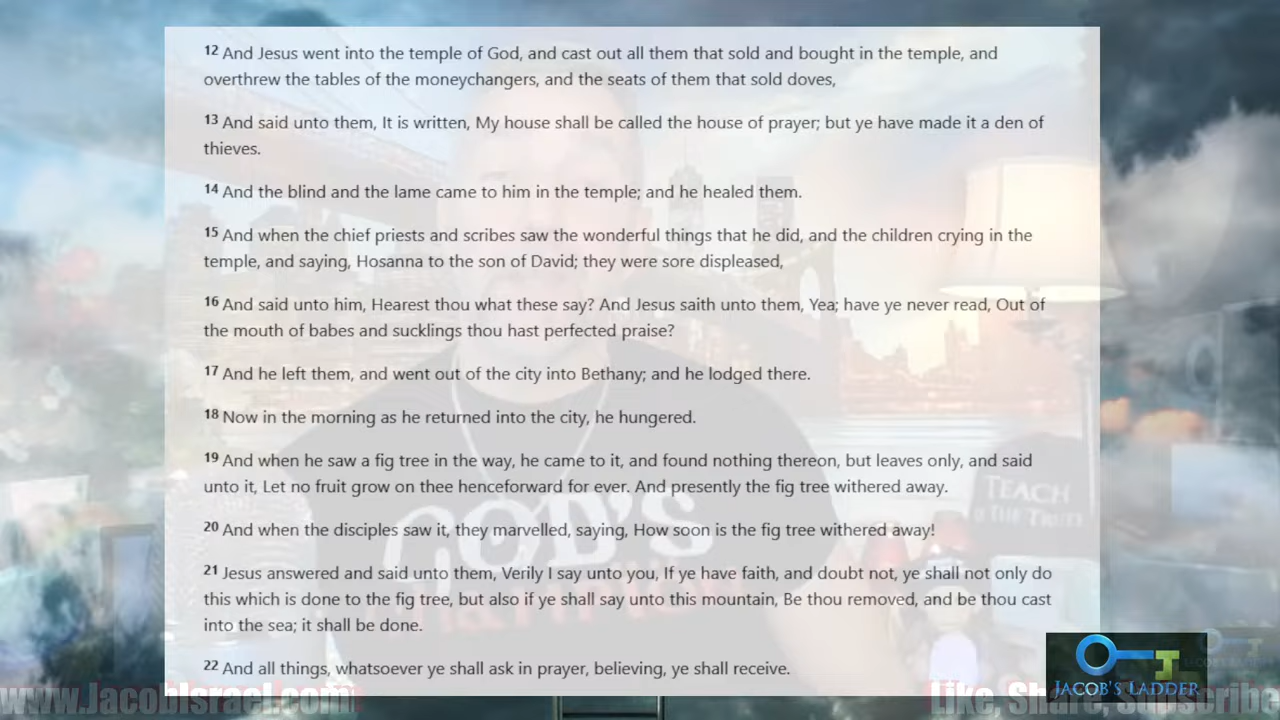 12 And Jesus went into the temple of God, and cast out all them that sold and bought in the temple, and
overthrew the tables of the moneychangers, and the seats of them that sold doves,
13 And said unto them, It is written, My house shall be called the house of prayer; but ye have made it a den of
thieves.
14 And the blind and the lame came to him in the temple; and he healed them.
15 And when the chief priests and scribes saw the wonderful things that he did, and the children crying in the
temple, and saying, Hosanna to the son of David; they were sore displeased,
16 And said unto him, Hearest thou what these say? And Jesus saith unto them, Yea; have ye never read, Out of
the mouth of babes and sucklings thou hast perfected praise?
17 And he left them, and went out of the city into Bethany; and he lodged there.
18 Now in the morning as he returned into the city, he hungered.
19 And when he saw a fig tree in the way, he came to it, and found nothing thereon, but leaves only, and said
unto it, Let no fruit grow on thee henceforward for ever. And presently the fig tree withered away.
20 And when the disciples saw it, they marvelled, saying, How soon is the fig tree withered away!
21 Jesus answered and said unto them, Verily I say unto you, If ye have faith, and doubt not, ye shall not only do
this which is done to the fig tree, but also if ye shall say unto this mountain, Be thou removed, and be thou cast
into the sea; it shall be done.
22 And all things, whatsoever ye shall ask in prayer, believing, ye shall receive.
GOD'S
TEACH
THE TRUTH
JACOB'S LADDER
www.JacobIsrael.com
Like, Share, Subscribe